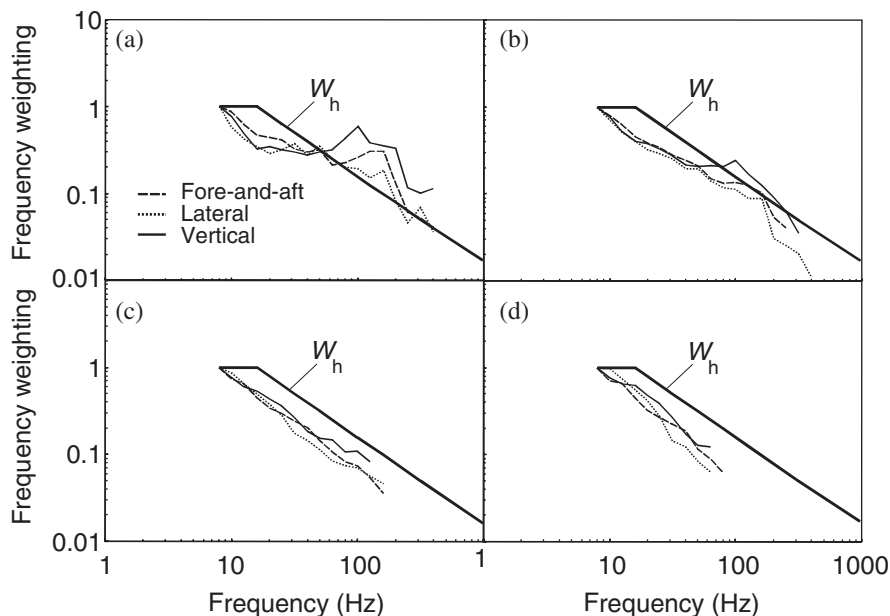 10
(a)
(b)
Wh
Wh
Frequency weighting
1
0.1
Fore-and-aft
Lateral
Vertical
0.01
(c)
(d)
Wh
Wh
Frequency weighting
1
0.1
0.01
1 10 100 1
10 100 1000
Frequency (Hz)
Frequency (Hz)